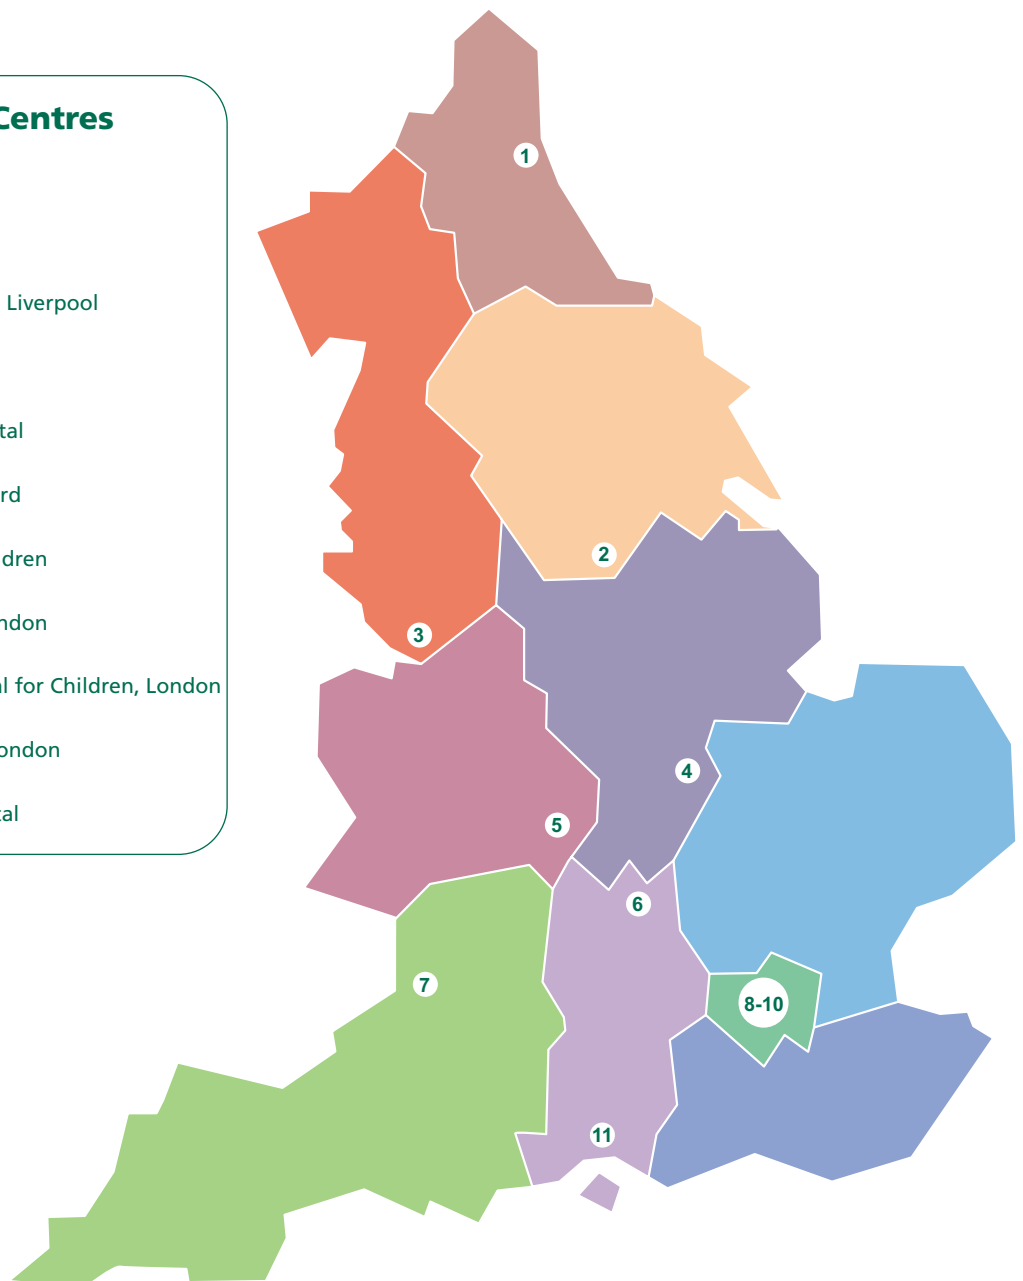 Centres
Liverpool
tal
rd
dren
ndon
l for Children, London
ondon
tal
1
2
3
4
5
6
7
8-10
11